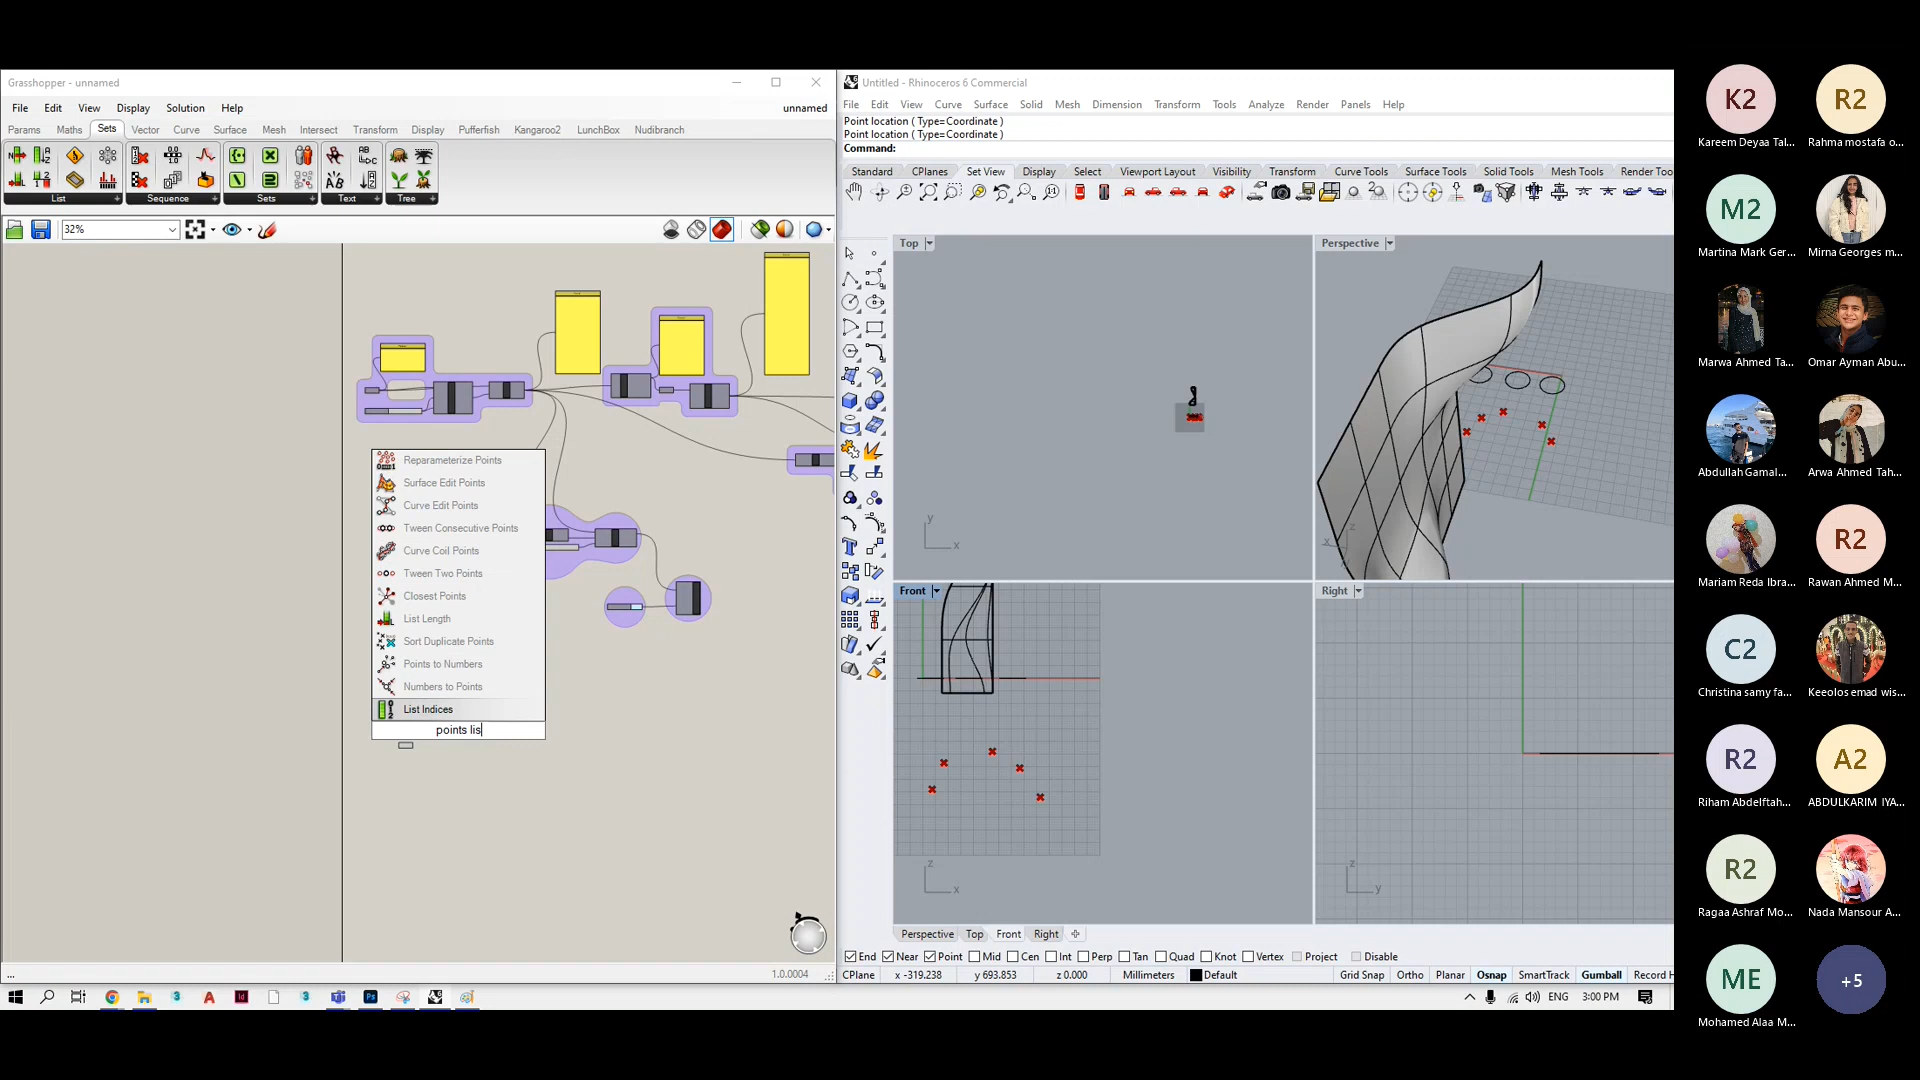 Grasshopper - unnamed
File Edit View Display Solution Help unnamed
Params Maths Sets Vector Curve Surface Mesh Intersect Transform Display Pufferfish Kangaroo2 LunchBox Nudibranch
List Sequence Sets Text Tree
32%
Reparameterize Points
Surface Edit Points
Curve Edit Points
Tween Consecutive Points
Curve Coil Points
Tween Two Points
Closest Points
List Length
Sort Duplicate Points
Points to Numbers
Numbers to Points
List Indices
points lis
...
1.0.0004
Untitled - Rhinoceros 6 Commercial
File Edit View Curve Surface Solid Mesh Dimension Transform Tools Analyze Render Panels Help
Point location ( Type=Coordinate )
Point location ( Type=Coordinate )
Command:
Standard CPlanes Set View Display Select Viewport Layout Visibility Transform Curve Tools Surface Tools Solid Tools Mesh Tools Render Too
Top
y
x
Perspective
z
x
Front
z
x
Right
z
y
Perspective Top Front Right
End Near Point Mid Cen Int Perp Tan Quad Knot Vertex Project Disable
CPlane x -319.238 y 693.853 z 0.000 Millimeters Default Grid Snap Ortho Planar Osnap SmartTrack Gumball Record H
ENG 3:00 PM
K2 R2
Kareem Deyaa Tal... Rahma mostafa o...
M2
Martina Mark Ger... Mirna Georges m...
Marwa Ahmed Ta... Omar Ayman Abu...
Abdullah Gamal... Arwa Ahmed Tah...
R2
Mariam Reda Ibra... Rawan Ahmed M...
C2
Christina samy fa... Keeolos emad wis...
R2 A2
Riham Abdelftah... ABDULKARIM IYA...
R2
Ragaa Ashraf Mo... Nada Mansour A...
ME +5
Mohamed Alaa M...